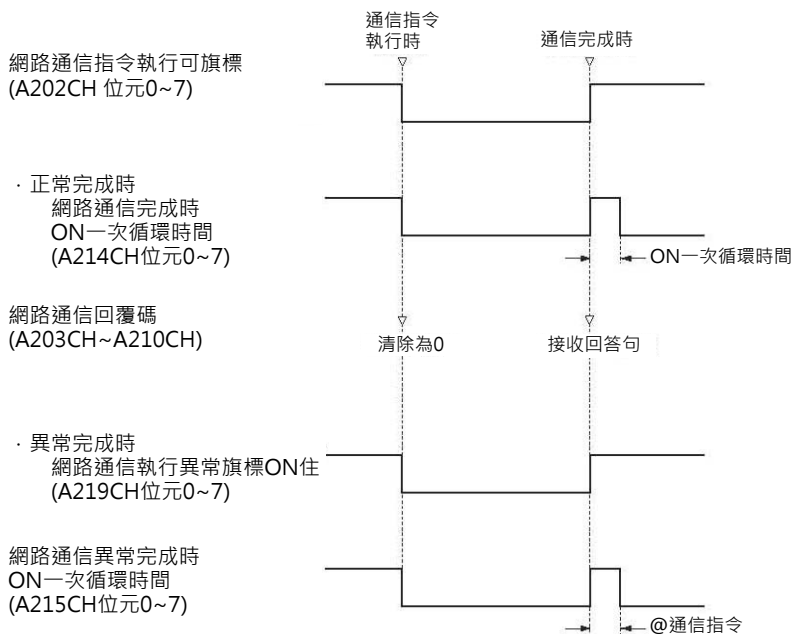 通信指令
執行時
通信完成時
網路通信指令執行可旗標
(A202CH 位元0~7)
．正常完成時
網路通信完成時
ON一次循環時間
(A214CH位元0~7)
ON一次循環時間
網路通信回覆碼
(A203CH~A210CH)
清除為0
接收回答句
．異常完成時
網路通信執行異常旗標ON住
(A219CH位元0~7)
網路通信異常完成時
ON一次循環時間
(A215CH位元0~7)
@通信指令